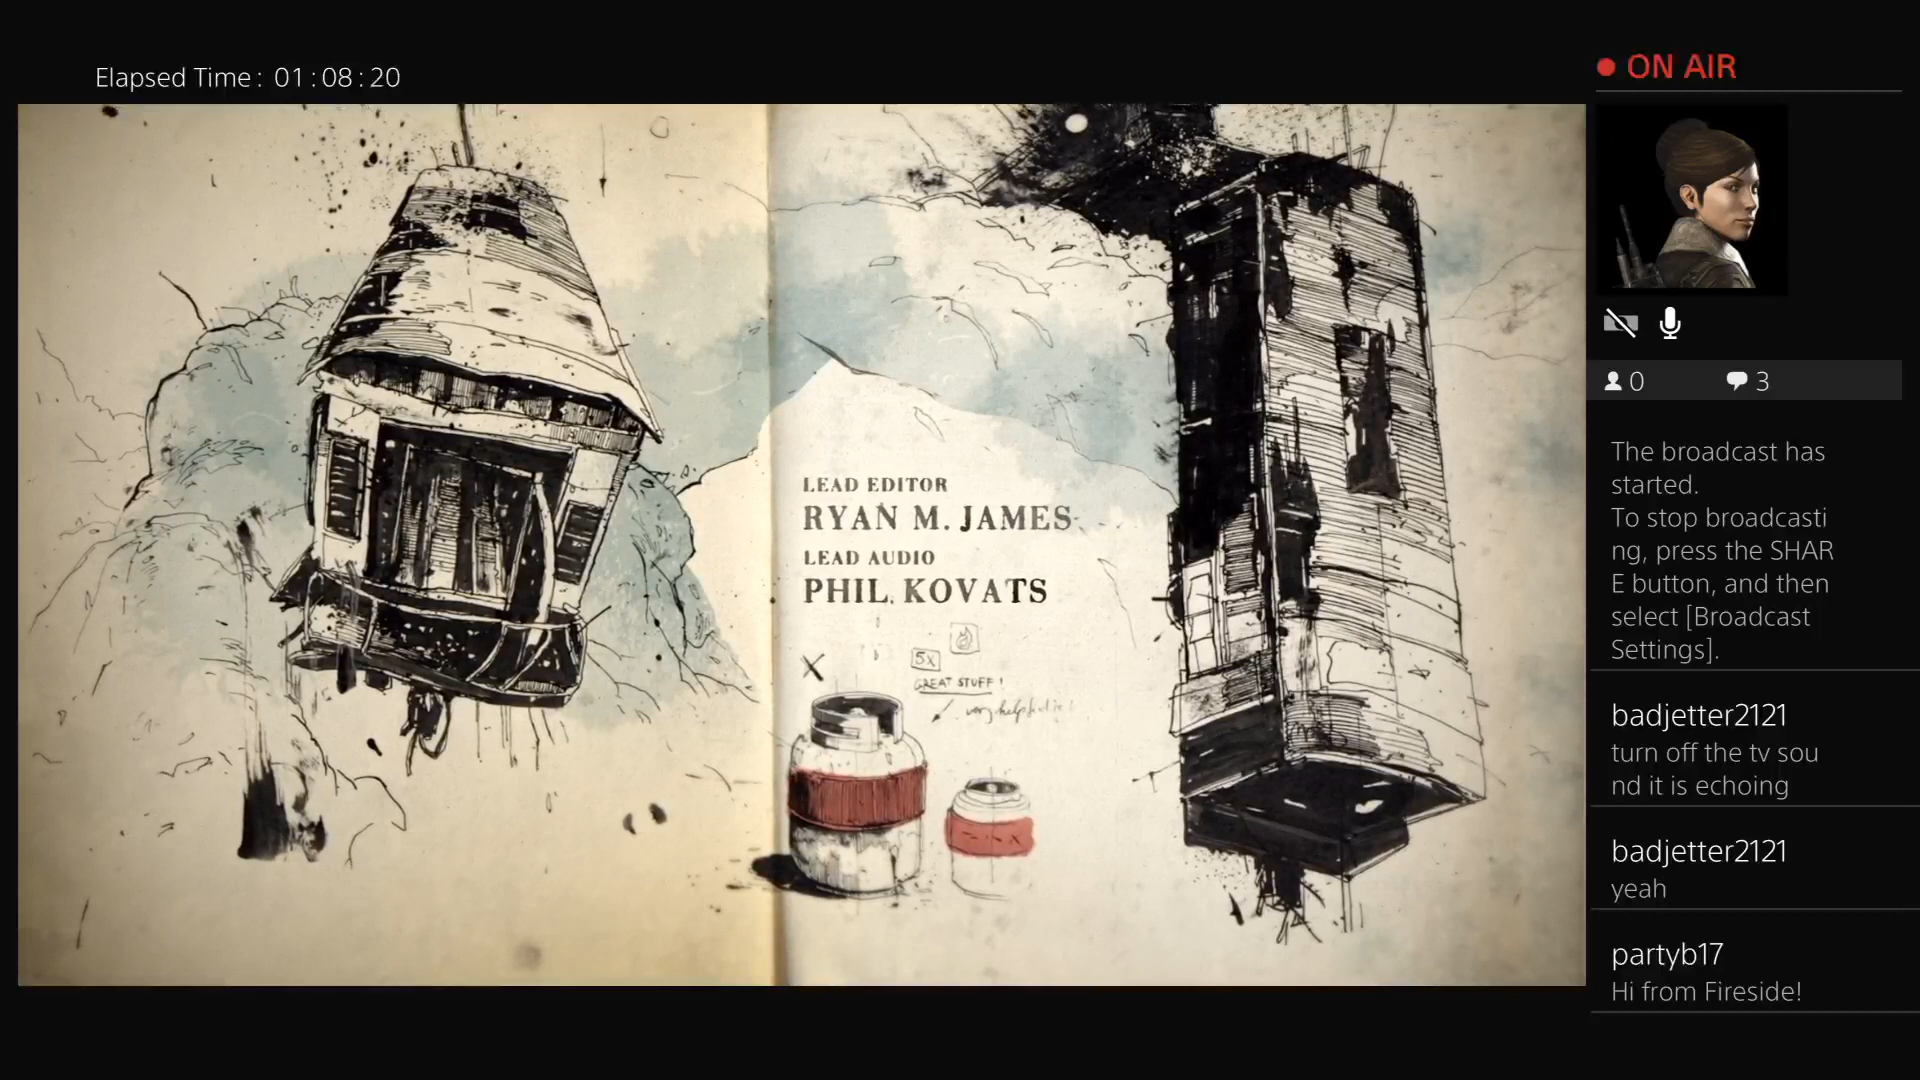 Elapsed Time: 01:08:20
ON AIR
LEAD EDITOR
RYAN M. JAMES
LEAD AUDIO
PHIL KOVATS
5x
GREAT STUFF!
0
3
The broadcast has
started.
To stop broadcasti
ng, press the SHAR
E button, and then
select [Broadcast
Settings].
badjetter2121
turn off the tv sou
nd it is echoing
badjetter2121
yeah
partyb17
Hi from Fireside!